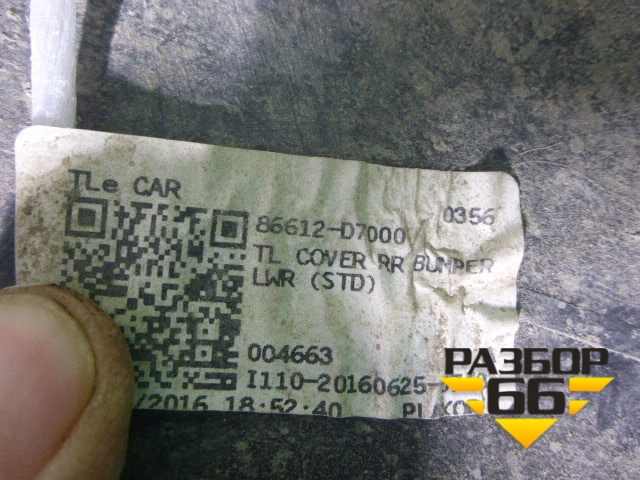 TLe CAR
86612-D7000 0356
TL COVER RR BUMPER
LWR (STD)
004663
I110-20160625-
/2016 18:52:40
РАЗБОР
66